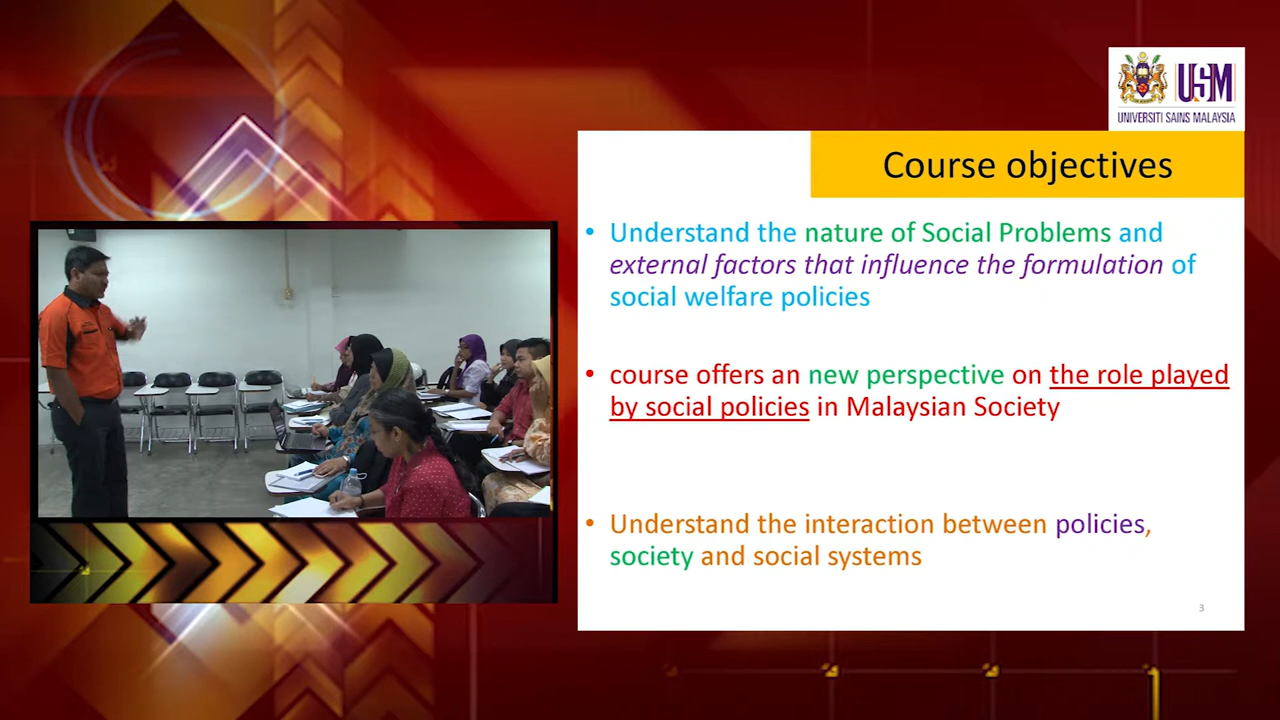 USM
UNIVERSITI SAINS MALAYSIA
Course objectives
• Understand the nature of Social Problems and
external factors that influence the formulation of
social welfare policies
• course offers an new perspective on the role played
by social policies in Malaysian Society
• Understand the interaction between policies,
society and social systems
3